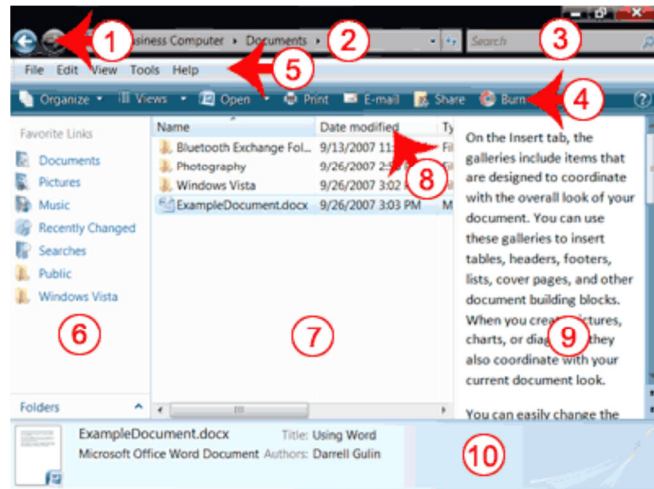 1
iness Computer ▸ Documents ▸
2
Search
3
File Edit View Tools Help
5
Organize Views Open Print E-mail Share Burn
4
Favorite Links
Documents
Pictures
Music
Recently Changed
Searches
Public
Windows Vista
6
Folders
Name Date modified Ty
Bluetooth Exchange Fol... 9/13/2007 11: Fil
Photography 9/26/2007 2:5 Fil
Windows Vista 9/26/2007 3:02 Fil
ExampleDocument.docx 9/26/2007 3:03 PM M
8
7
On the Insert tab, the
galleries include items that
are designed to coordinate
with the overall look of your
document. You can use
these galleries to insert
tables, headers, footers,
lists, cover pages, and other
document building blocks.
When you create pictures,
charts, or they
also coordinate with your
current document look.
You can easily change the
9
ExampleDocument.docx Title: Using Word
Microsoft Office Word Document Authors: Darrell Gulin
10